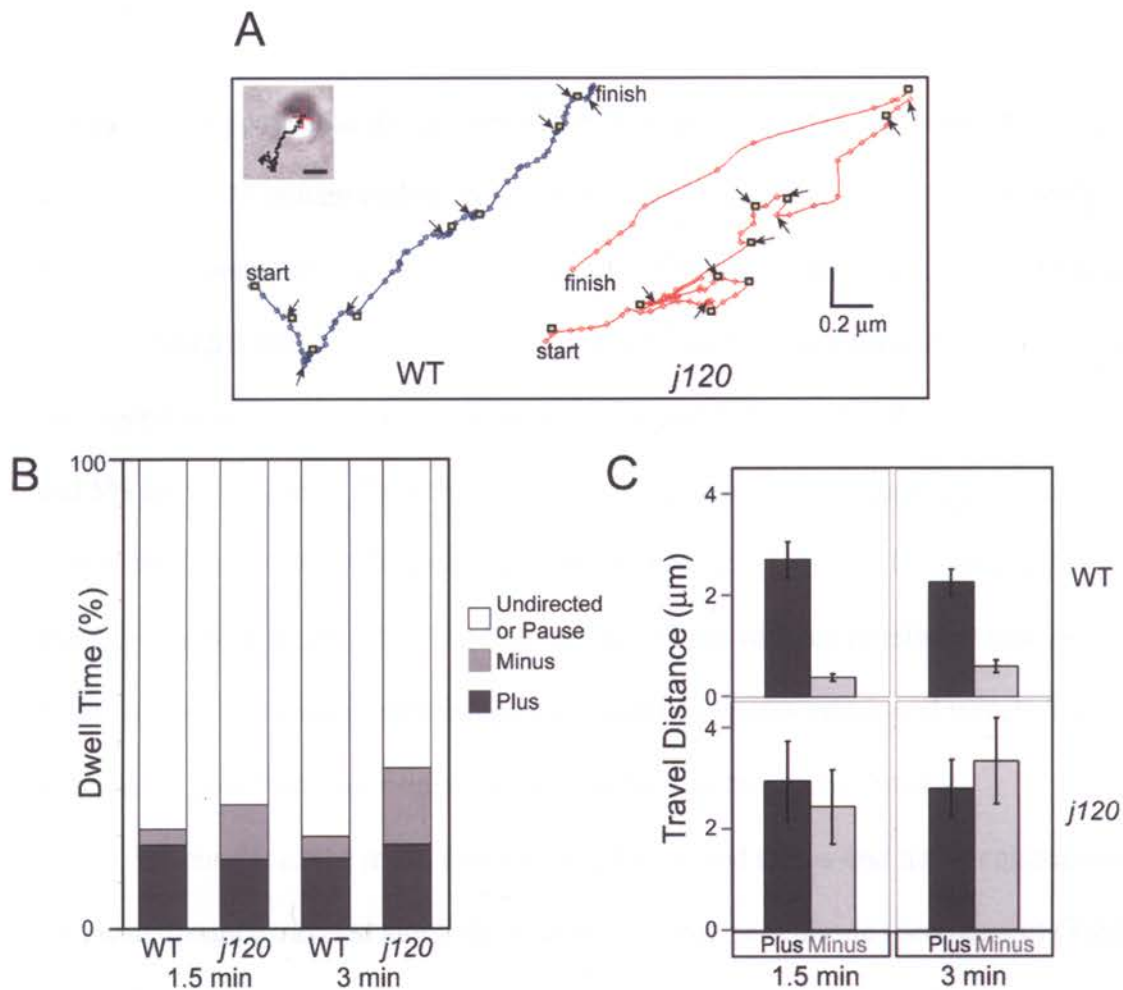 A
finish
start
WT
finish
start
j120
0.2 µm
B
100
Dwell Time (%)
0
WT j120 WT j120
1.5 min 3 min
Undirected
or Pause
Minus
Plus
C
Travel Distance (µm)
4
2
0
WT
4
2
0
j120
Plus Minus Plus Minus
1.5 min 3 min